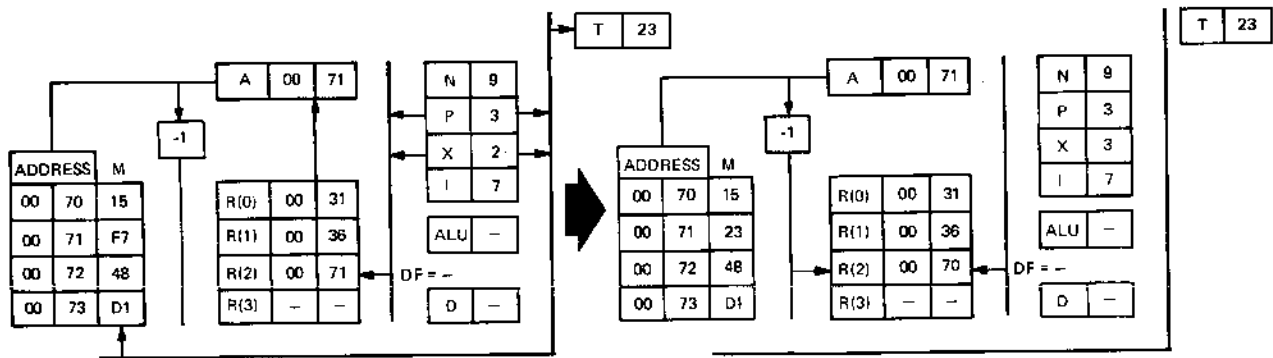 T 23
A 00 71
N 9
P 3
X 2
I 7
-1
ADDRESS M
00 70 15
00 71 F7
00 72 48
00 73 D1
R(0) 00 31
R(1) 00 36
R(2) 00 71
R(3) – –
ALU –
DF = –
D –
T 23
A 00 71
N 9
P 3
X 3
I 7
-1
ADDRESS M
00 70 15
00 71 23
00 72 48
00 73 D1
R(0) 00 31
R(1) 00 36
R(2) 00 70
R(3) – –
ALU –
DF = –
D –